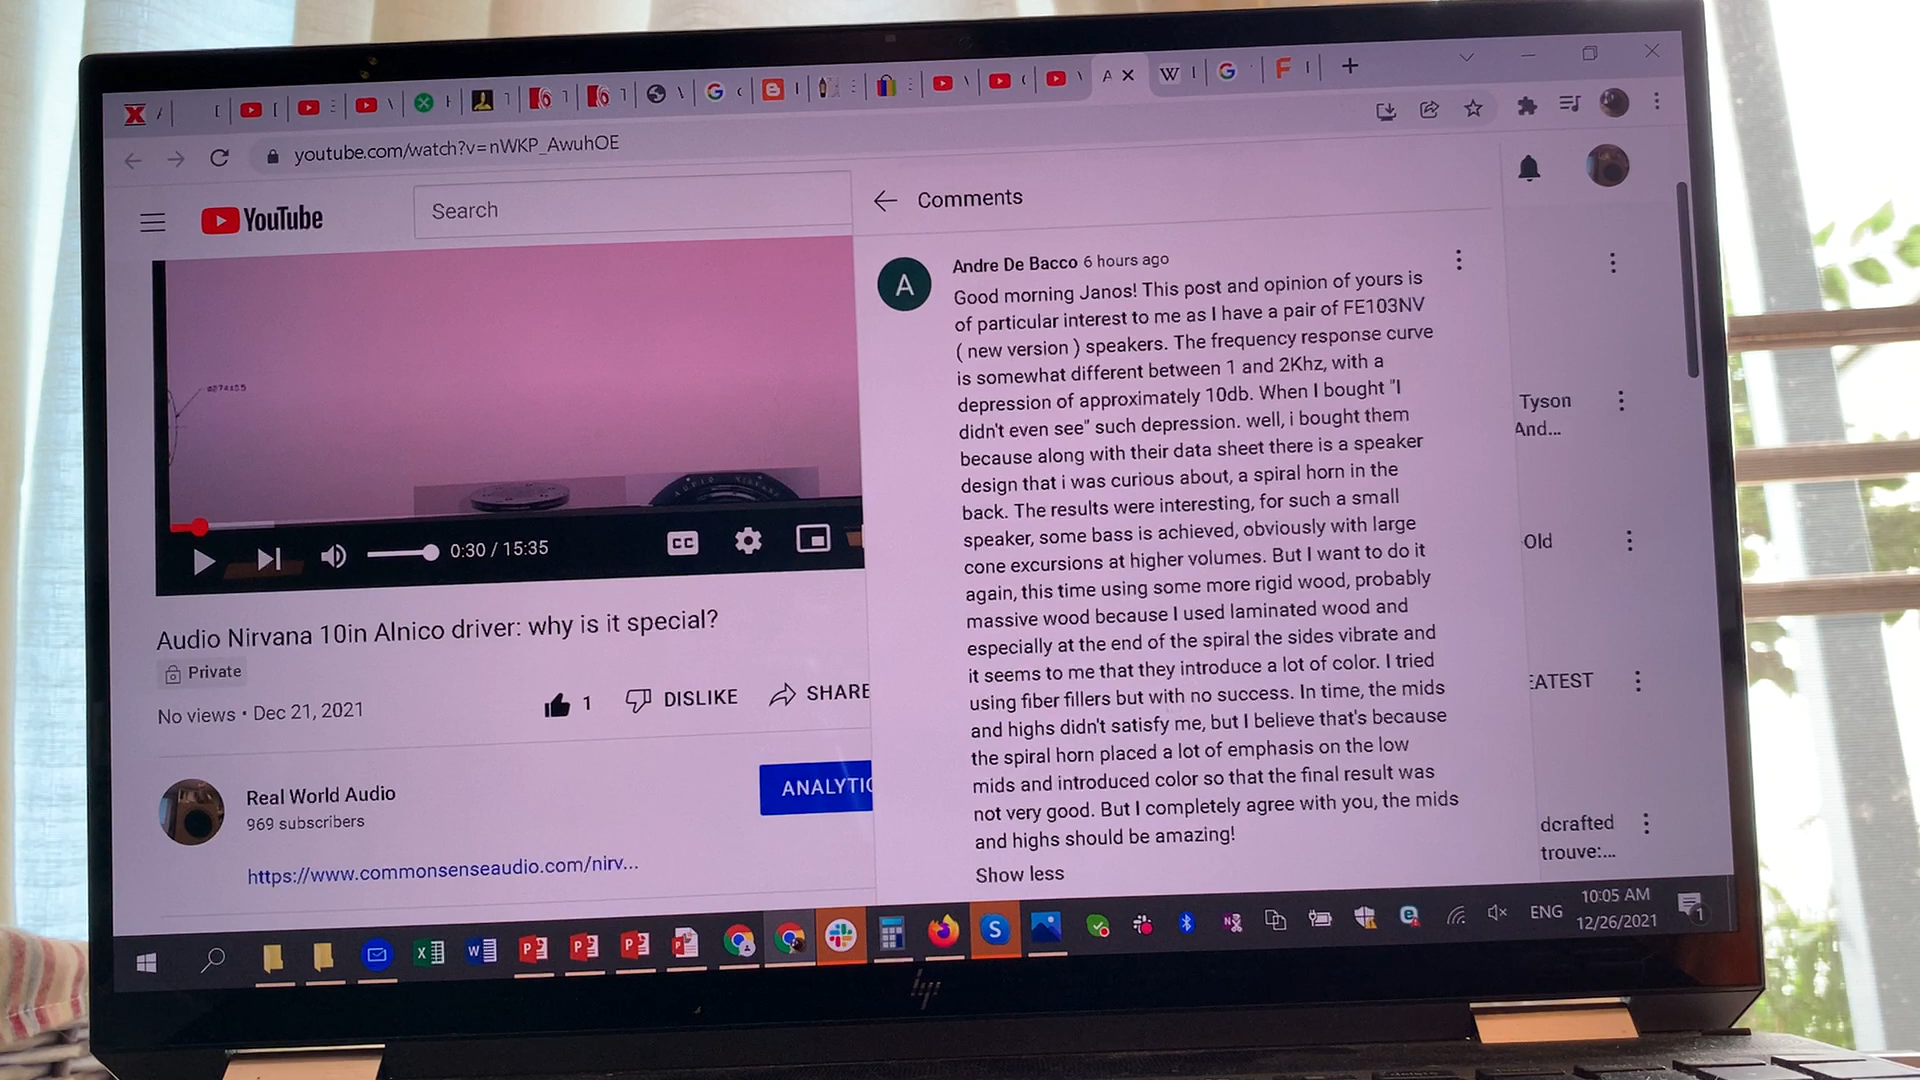 youtube.com/watch?v=nWKP_AwuhOE
YouTube
Search
0:30 / 15:35
CC
Audio Nirvana 10in Alnico driver: why is it special?
Private
No views • Dec 21, 2021
1
DISLIKE
SHARE
Real World Audio
969 subscribers
ANALYTIC
https://www.commonsenseaudio.com/nirv...
Comments
A
Andre De Bacco 6 hours ago
Good morning Janos! This post and opinion of yours is
of particular interest to me as I have a pair of FE103NV
( new version ) speakers. The frequency response curve
is somewhat different between 1 and 2Khz, with a
depression of approximately 10db. When I bought "I
didn't even see" such depression. well, i bought them
because along with their data sheet there is a speaker
design that i was curious about, a spiral horn in the
back. The results were interesting, for such a small
speaker, some bass is achieved, obviously with large
cone excursions at higher volumes. But I want to do it
again, this time using some more rigid wood, probably
massive wood because I used laminated wood and
especially at the end of the spiral the sides vibrate and
it seems to me that they introduce a lot of color. I tried
using fiber fillers but with no success. In time, the mids
and highs didn't satisfy me, but I believe that's because
the spiral horn placed a lot of emphasis on the low
mids and introduced color so that the final result was
not very good. But I completely agree with you, the mids
and highs should be amazing!
Show less
Tyson
And...
Old
EATEST
dcrafted
trouve:...
ENG
10:05 AM
12/26/2021
1
hp